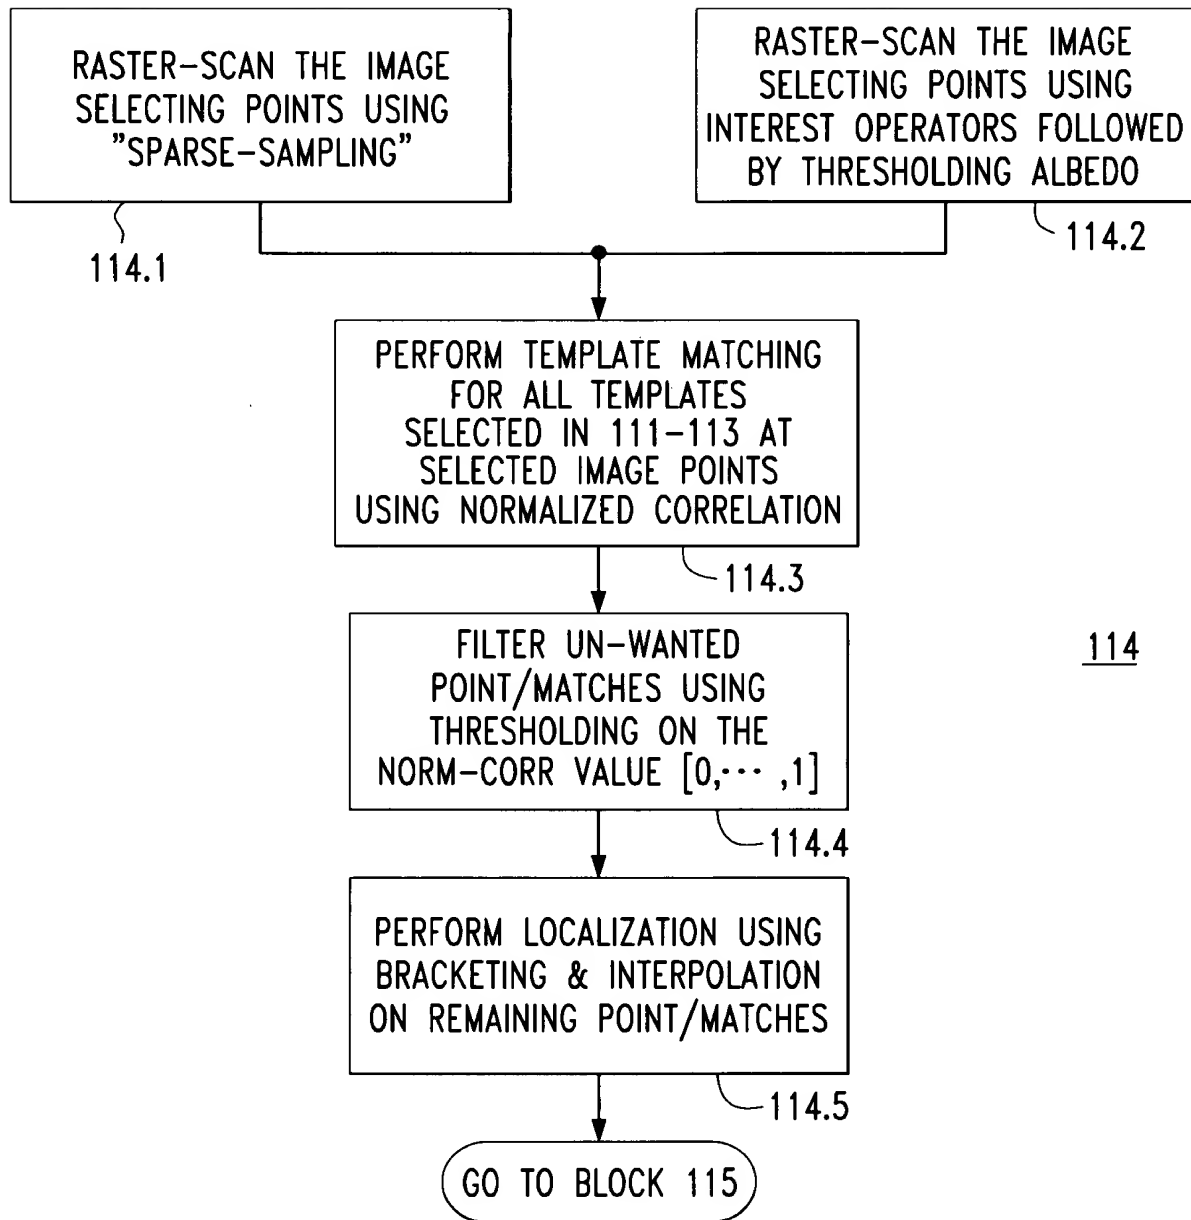 RASTER-SCAN THE IMAGE
SELECTING POINTS USING
"SPARSE-SAMPLING"
114.1
RASTER-SCAN THE IMAGE
SELECTING POINTS USING
INTEREST OPERATORS FOLLOWED
BY THRESHOLDING ALBEDO
114.2
PERFORM TEMPLATE MATCHING
FOR ALL TEMPLATES
SELECTED IN 111-113 AT
SELECTED IMAGE POINTS
USING NORMALIZED CORRELATION
114.3
FILTER UN-WANTED
POINT/MATCHES USING
THRESHOLDING ON THE
NORM-CORR VALUE [0,··· ,1]
114.4
114
PERFORM LOCALIZATION USING
BRACKETING & INTERPOLATION
ON REMAINING POINT/MATCHES
114.5
GO TO BLOCK 115